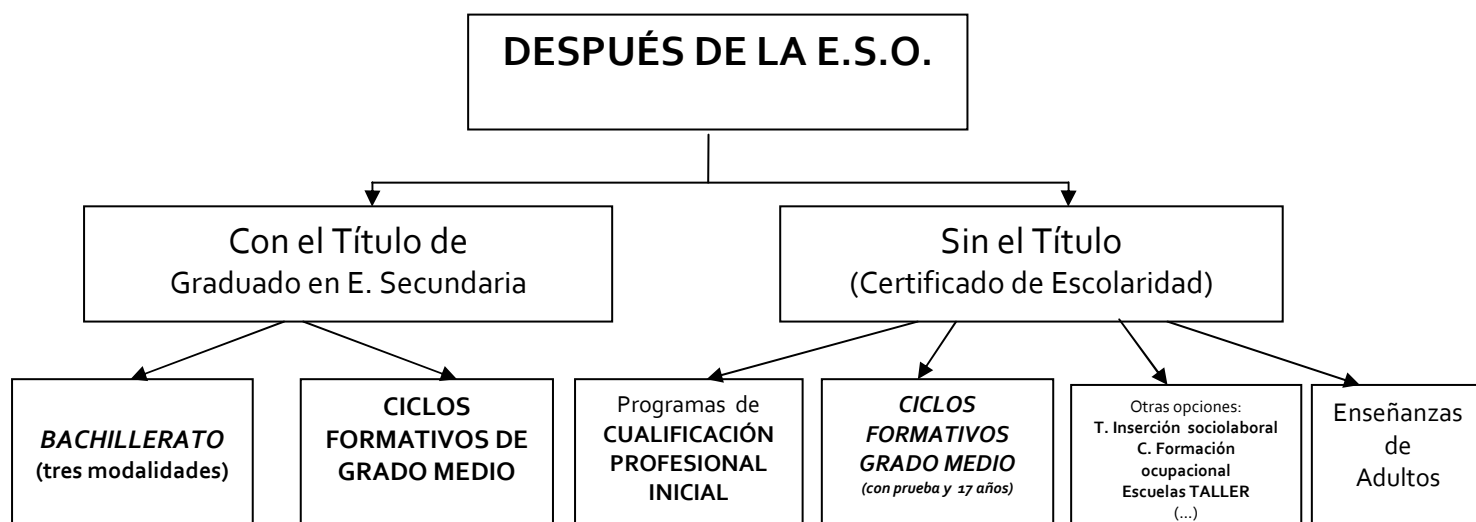 DESPUÉS DE LA E.S.O.
Con el Título de
Graduado en E. Secundaria
Sin el Título
(Certificado de Escolaridad)
BACHILLERATO
(tres modalidades)
CICLOS
FORMATIVOS DE
GRADO MEDIO
Programas de
CUALIFICACIÓN
PROFESIONAL
INICIAL
CICLOS
FORMATIVOS
GRADO MEDIO
(con prueba y 17 años)
Otras opciones:
T. Inserción sociolaboral
C. Formación
ocupacional
Escuelas TALLER
(...)
Enseñanzas
de
Adultos